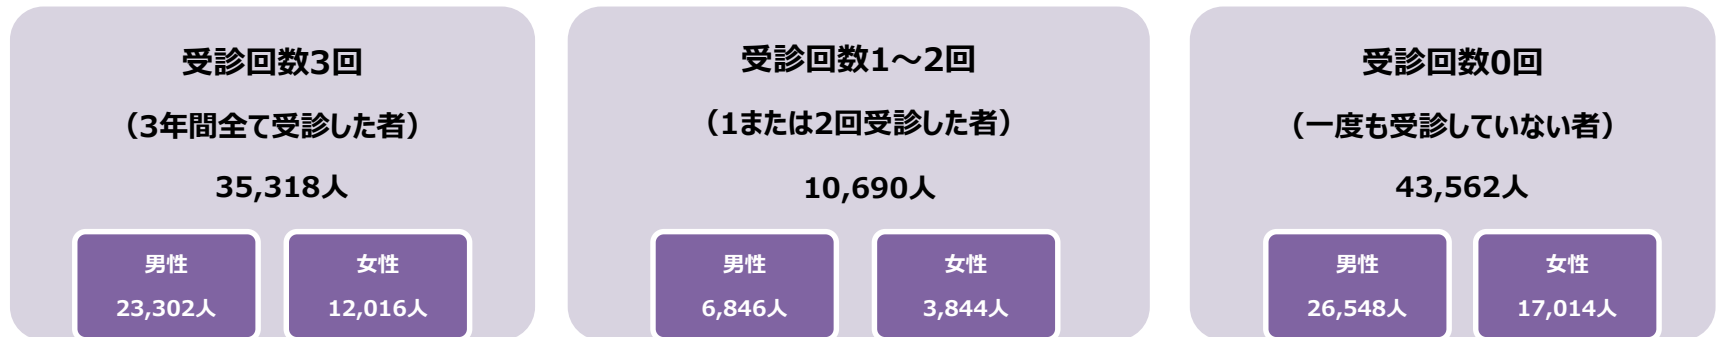 受診回数3回
（3年間全て受診した者）
35,318人
男性
23,302人
女性
12,016人
受診回数1～2回
（1または2回受診した者）
10,690人
男性
6,846人
女性
3,844人
受診回数0回
（一度も受診していない者）
43,562人
男性
26,548人
女性
17,014人